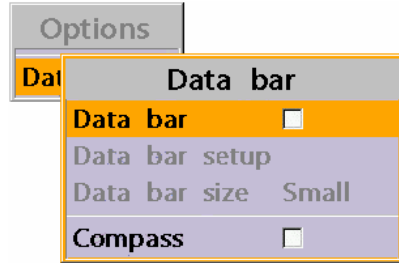 Options
Dat
Data bar
Data bar
Data bar setup
Data bar size Small
Compass